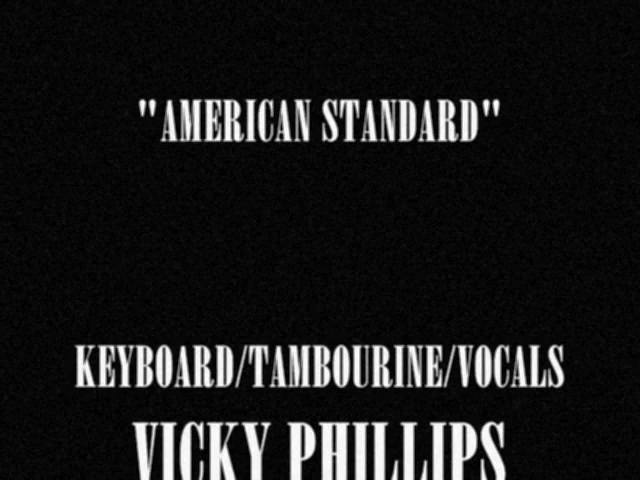 "AMERICAN STANDARD"
KEYBOARD/TAMBOURINE/VOCALS
VICKY PHILLIPS